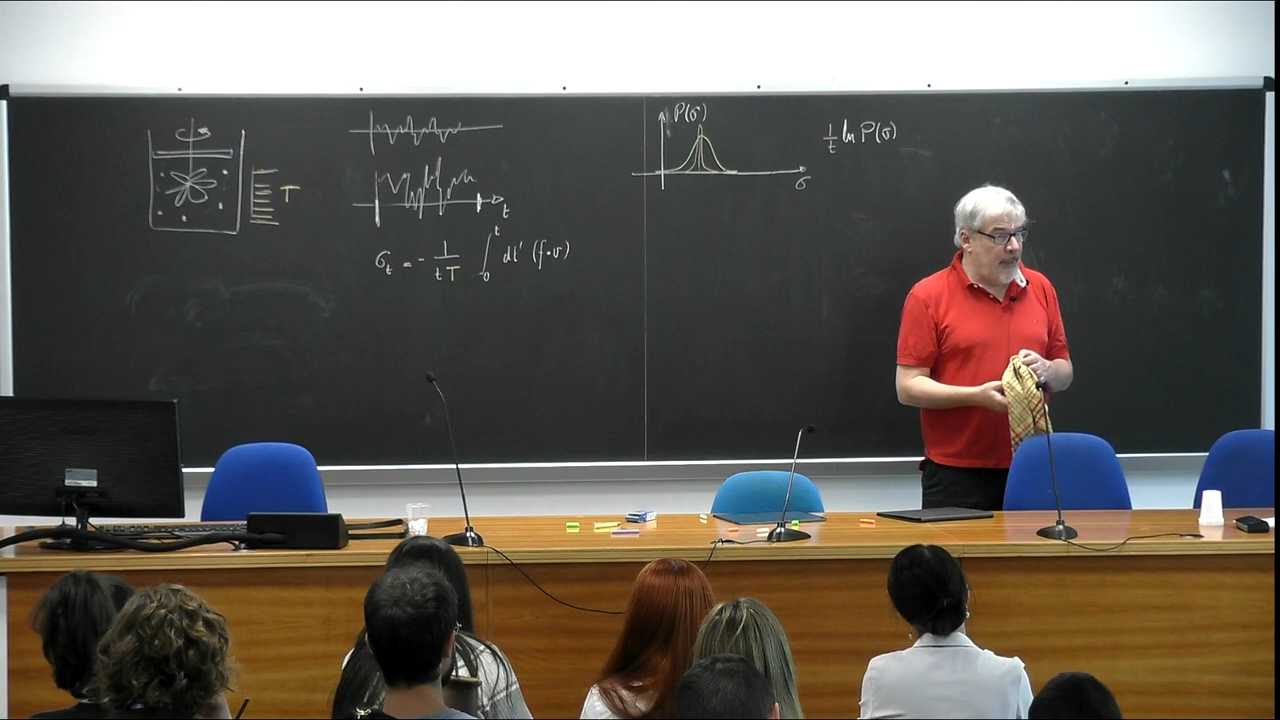 T
t
σ_t = - 1/(tT) ∫_0^t dt' (f∘v)
P(σ)
σ
1/t ln P(σ)